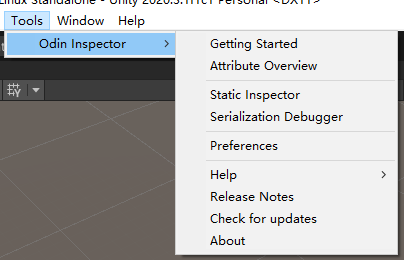 Linux Standalone - Unity 2020.3.11fc1 Personal <DX11>
Tools Window Help
Odin Inspector
Getting Started
Attribute Overview
Static Inspector
Serialization Debugger
Preferences
Help
Release Notes
Check for updates
About